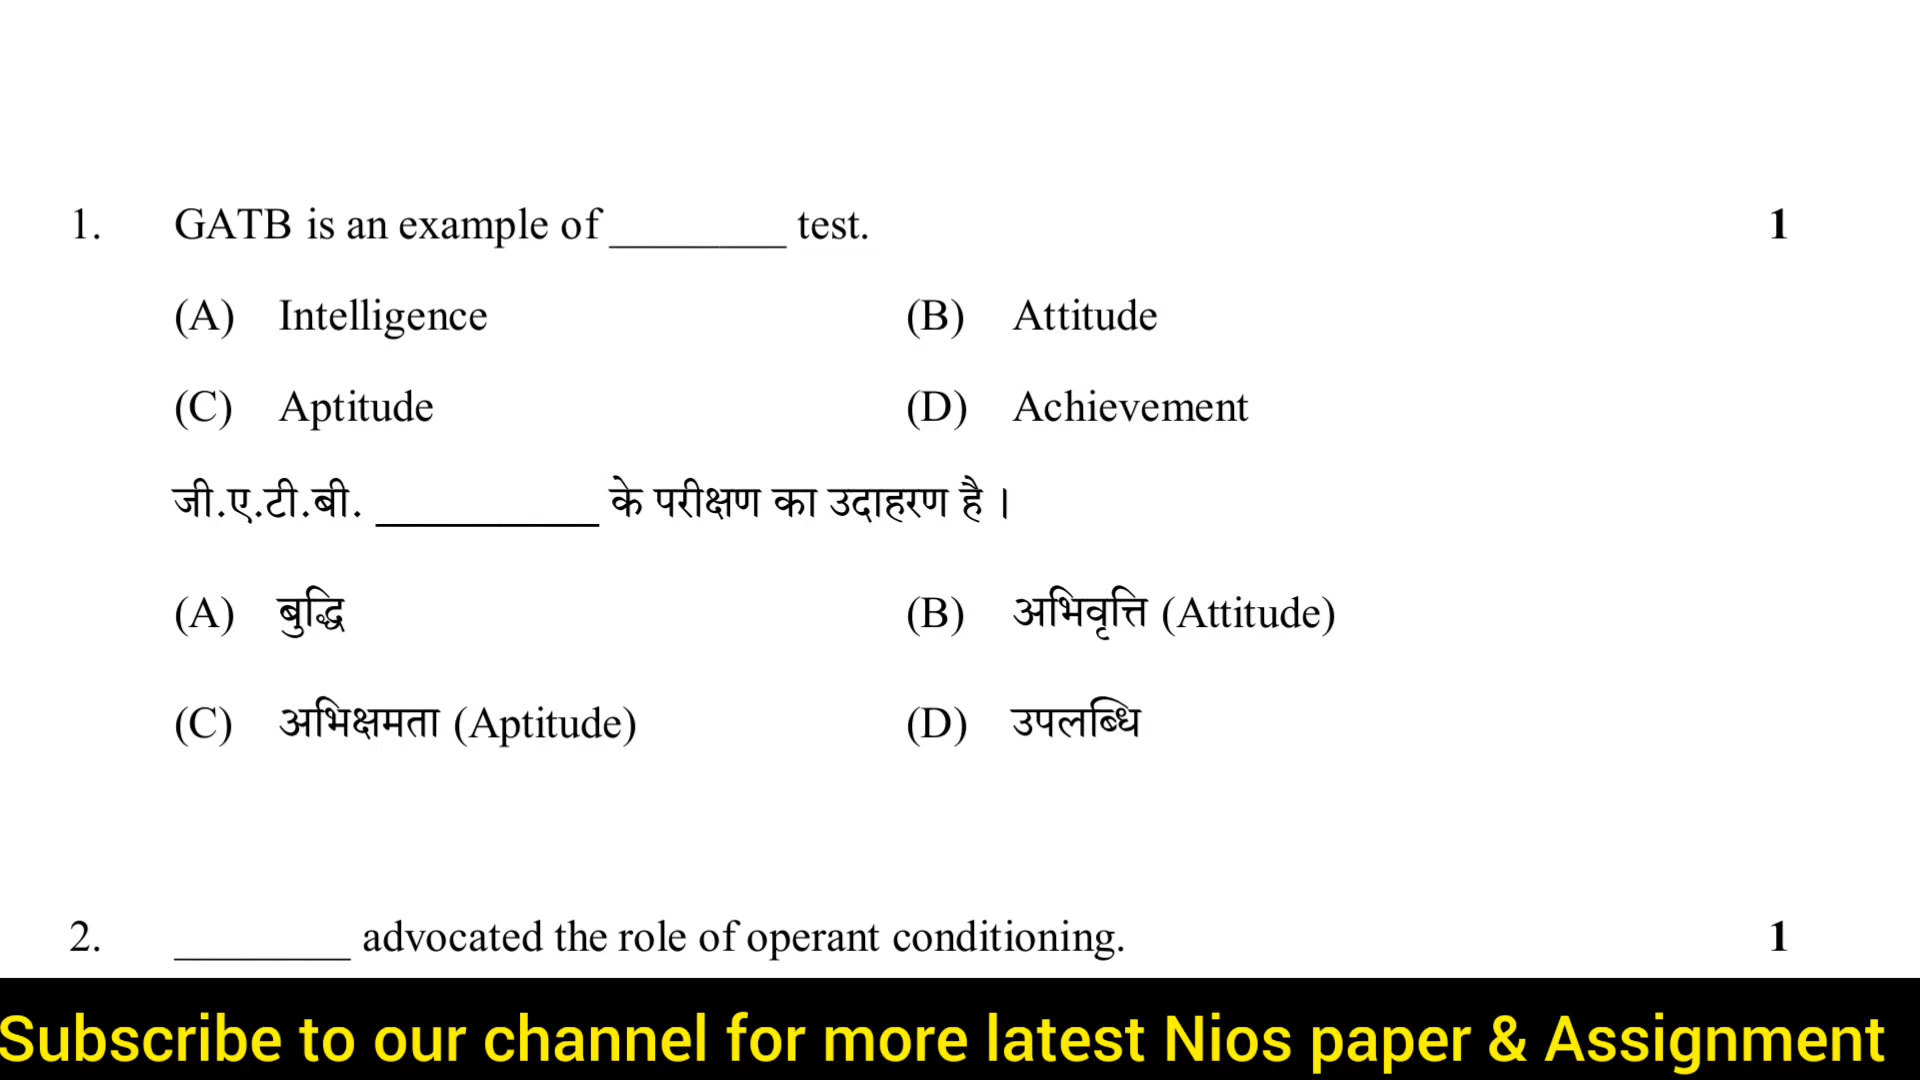 1. GATB is an example of ________ test. 1
(A) Intelligence (B) Attitude
(C) Aptitude (D) Achievement
जी.ए.टी.बी. __________ के परीक्षण का उदाहरण है ।
(A) बुद्धि (B) अभिवृत्ति (Attitude)
(C) अभिक्षमता (Aptitude) (D) उपलब्धि
2. ________ advocated the role of operant conditioning. 1
Subscribe to our channel for more latest Nios paper & Assignment